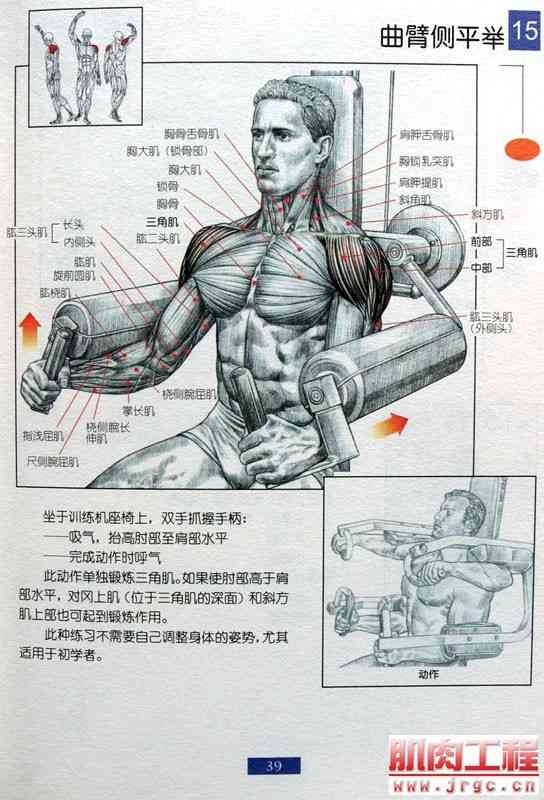 曲臂侧平举
15
胸骨舌骨肌
胸大肌（锁骨部）
胸大肌
锁骨
胸骨
三角肌
肱二头肌
肱三头肌
长头
内侧头
肱肌
旋前圆肌
肱桡肌
肩胛舌骨肌
胸锁乳突肌
肩胛提肌
斜角肌
斜方肌
前部
中部
三角肌
肱三头肌
（外侧头）
桡侧腕屈肌
掌长肌
桡侧腕长
伸肌
指浅屈肌
尺侧腕屈肌
坐于训练机座椅上，双手抓握手柄：
——吸气，抬高肘部至肩部水平
——完成动作时呼气
此动作单独锻炼三角肌。如果使肘部高于肩
部水平，对冈上肌（位于三角肌的深面）和斜方
肌上部也可起到锻炼作用。
此种练习不需要自己调整身体的姿势，尤其
适用于初学者。
动作
39
肌肉工程
www.jrgc.com